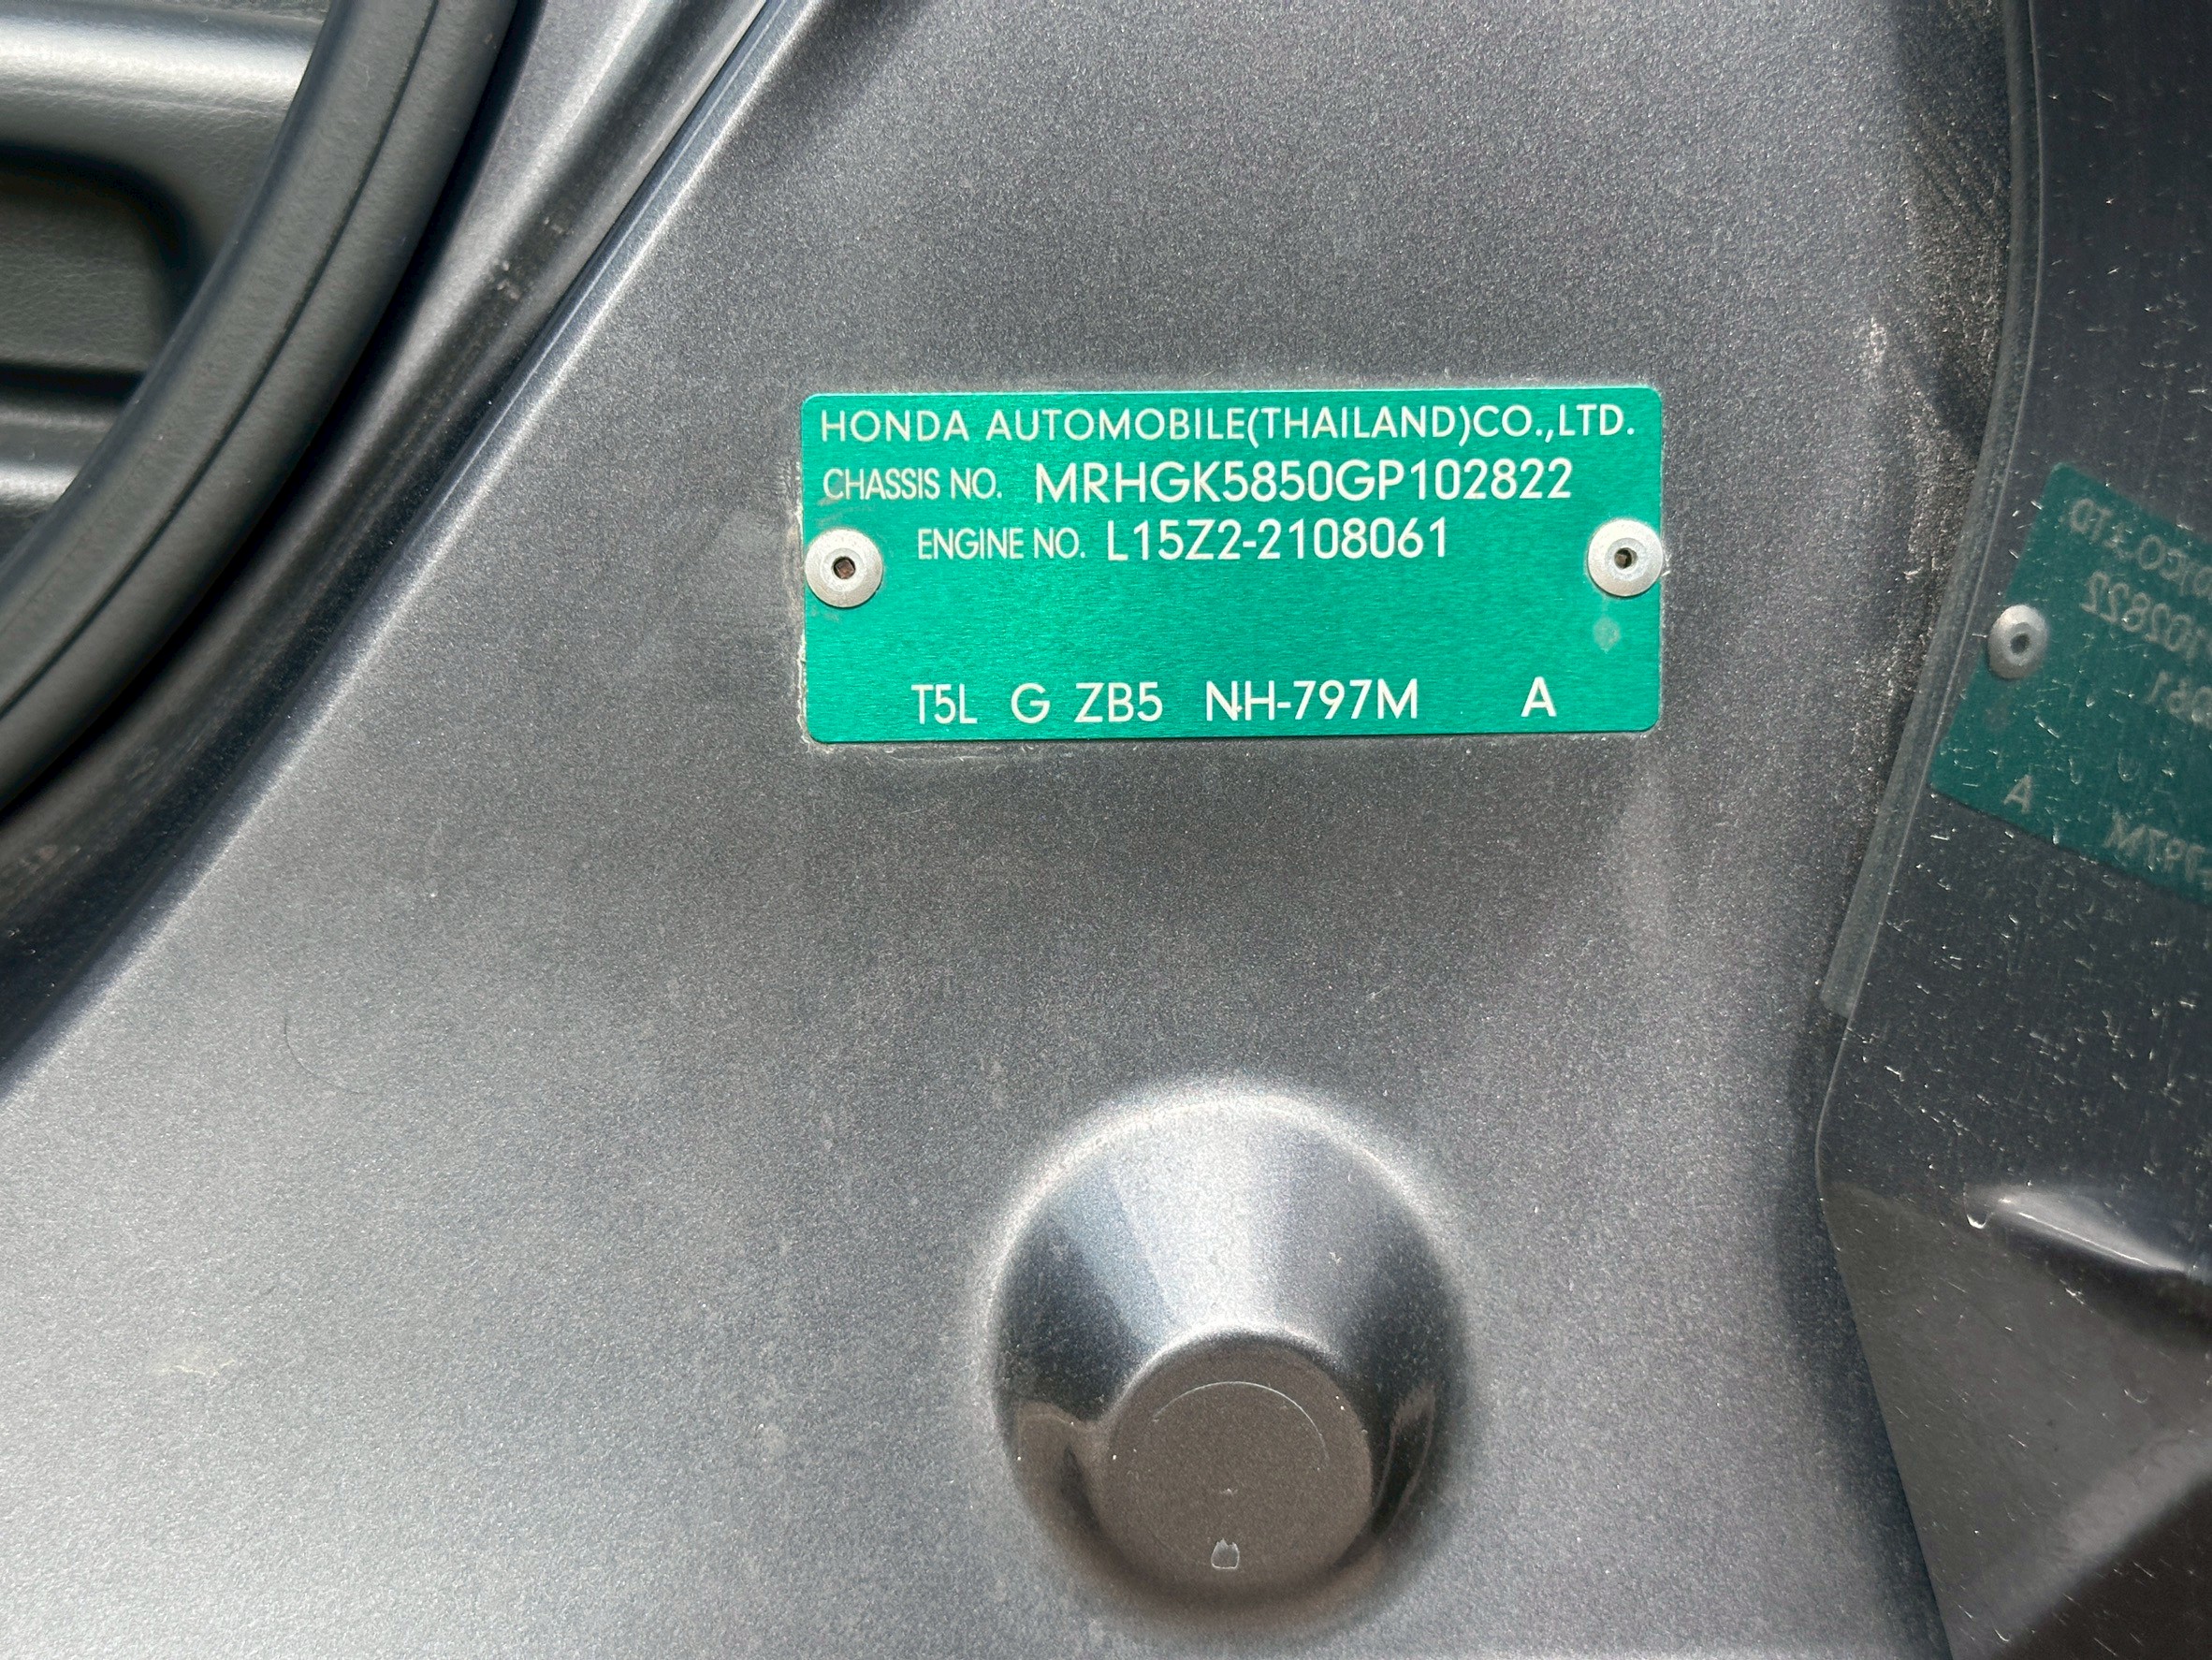 HONDA AUTOMOBILE(THAILAND)CO.,LTD.
CHASSIS NO. MRHGK5850GP102822
ENGINE NO. L15Z2-2108061
T5L G ZB5 NH-797M A